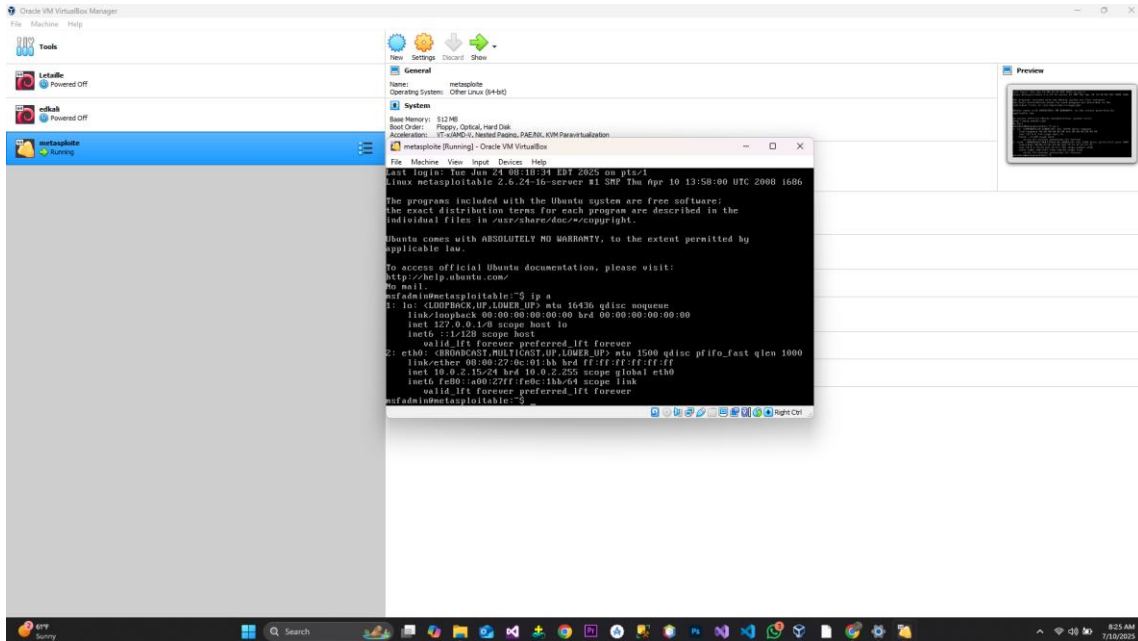 Oracle VM VirtualBox Manager
File Machine Help
Tools
Letaille
Powered Off
edkali
Powered Off
metasploite
Running
New Settings Discard Show
General
Name: metasploite
Operating System: Other Linux (64-bit)
System
Base Memory: 512 MB
Boot Order: Floppy, Optical, Hard Disk
Acceleration: VT-x/AMD-V, Nested Paging, PAE/NX, KVM Paravirtualization
Preview
metasploite [Running] - Oracle VM VirtualBox
File Machine View Input Devices Help
Last login: Tue Jun 24 08:18:34 EDT 2025 on pts/1
Linux metasploitable 2.6.24-16-server #1 SMP Thu Apr 10 13:58:00 UTC 2008 i686
The programs included with the Ubuntu system are free software;
the exact distribution terms for each program are described in the
individual files in /usr/share/doc/*/copyright.
Ubuntu comes with ABSOLUTELY NO WARRANTY, to the extent permitted by
applicable law.
To access official Ubuntu documentation, please visit:
http://help.ubuntu.com/
No mail.
msfadmin@metasploitable:~$ ip a
1: lo: <LOOPBACK,UP,LOWER_UP> mtu 16436 qdisc noqueue
link/loopback 00:00:00:00:00:00 brd 00:00:00:00:00:00
inet 127.0.0.1/8 scope host lo
inet6 ::1/128 scope host
valid_lft forever preferred_lft forever
2: eth0: <BROADCAST,MULTICAST,UP,LOWER_UP> mtu 1500 qdisc pfifo_fast qlen 1000
link/ether 08:00:27:0c:01:bb brd ff:ff:ff:ff:ff:ff
inet 10.0.2.15/24 brd 10.0.2.255 scope global eth0
inet6 fe80::a00:27ff:fe0c:1bb/64 scope link
valid_lft forever preferred_lft forever
msfadmin@metasploitable:~$ _
Right Ctrl
61°F
Sunny
Search
8:25 AM
7/10/2025